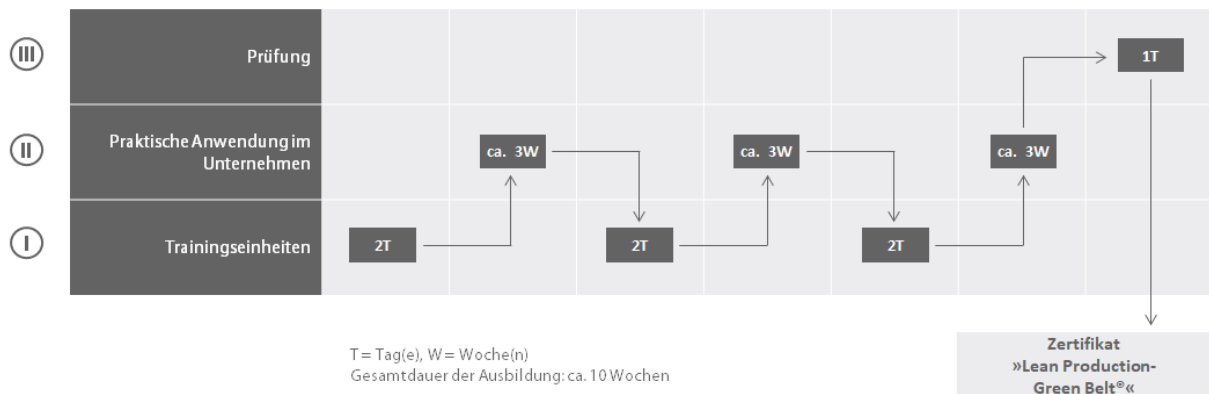 III
Prüfung
1T
II
Praktische Anwendung im
Unternehmen
ca. 3W
ca. 3W
ca. 3W
I
Trainingseinheiten
2T
2T
2T
T = Tag(e), W = Woche(n)
Gesamtdauer der Ausbildung: ca. 10 Wochen
Zertifikat
»Lean Production-
Green Belt®«